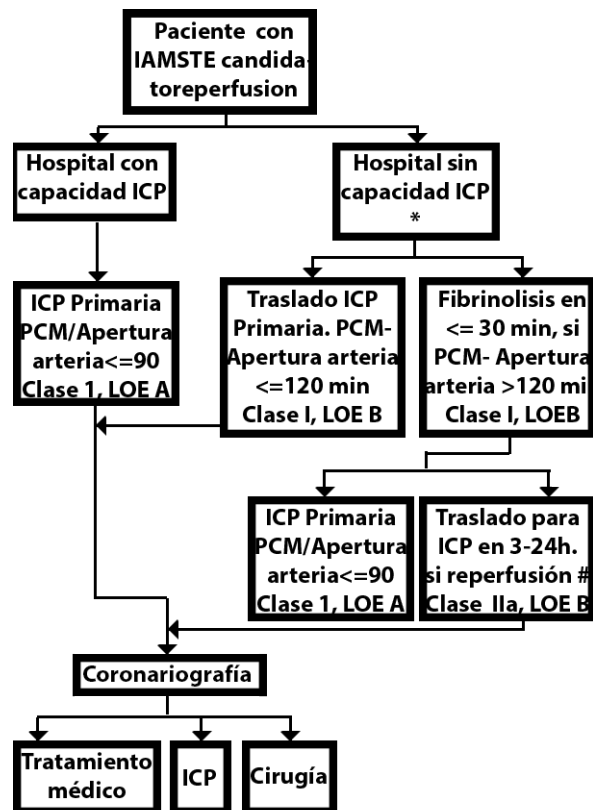 Paciente con
IAMSTE candida-
toreperfusion
Hospital con
capacidad ICP
Hospital sin
capacidad ICP
*
ICP Primaria
PCM/Apertura
arteria<=90
Clase 1, LOE A
Traslado ICP
Primaria. PCM-
Apertura arteria
<=120 min
Clase I, LOE B
Fibrinolisis en
<= 30 min, si
PCM- Apertura
arteria >120 mi
Clase I, LOEB
ICP Primaria
PCM/Apertura
arteria<=90
Clase 1, LOE A
Traslado para
ICP en 3-24h.
si reperfusión #
Clase IIa, LOE B
Coronariografía
Tratamiento
médico
ICP
Cirugía